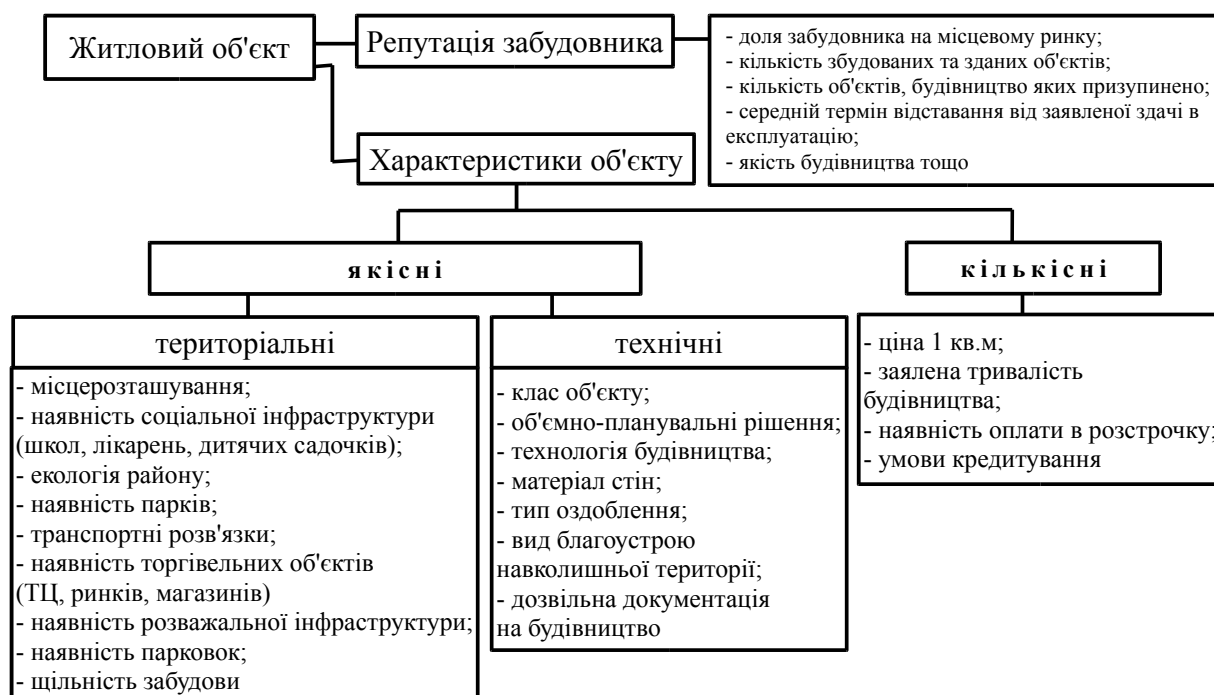 Житловий об'єкт
Репутація забудовника
- доля забудовника на місцевому ринку;
- кількість збудованих та зданих об'єктів;
- кількість об'єктів, будівництво яких призупинено;
- середній термін відставання від заявленої здачі в
експлуатацію;
- якість будівництва тощо
Характеристики об'єкту
якісні
кількісні
територіальні
- місцерозташування;
- наявність соціальної інфраструктури
(школ, лікарень, дитячих садочків);
- екологія району;
- наявність парків;
- транспортні розв'язки;
- наявність торгівельних об'єктів
(ТЦ, ринків, магазинів)
- наявність розважальної інфраструктури;
- наявність парковок;
- щільність забудови
технічні
- клас об'єкту;
- об'ємно-планувальні рішення;
- технологія будівництва;
- матеріал стін;
- тип оздоблення;
- вид благоустрою
навколишньої території;
- дозвільна документація
на будівництво
- ціна 1 кв.м;
- заялена тривалість
будівництва;
- наявність оплати в розстрочку;
- умови кредитування